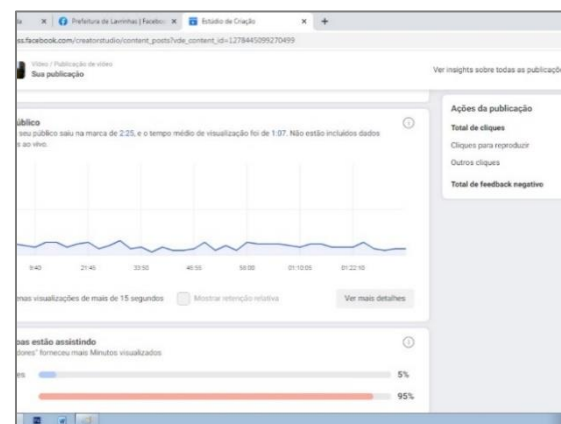 Prefeitura de Lavrinhas | Facebo
Estúdio de Criação
ss.facebook.com/creatorstudio/content_posts?vde_content_id=1278445099270499
Vídeo / Publicação de vídeo
Sua publicação
Ver insights sobre todas as publicaçõ
úblico
seu público saiu na marca de 2:25, e o tempo médio de visualização foi de 1:07. Não estão incluídos dados
s ao vivo.
9:40 21:45 33:50 46:55 56:00 01:10:05 01:22:10
mas visualizações de mais de 15 segundos
Mostrar retenção relativa
Ver mais detalhes
oas estão assistindo
dores" forneceu mais Minutos visualizados
es 5%
95%
Ações da publicação
Total de cliques
Cliques para reproduzir
Outros cliques
Total de feedback negativo